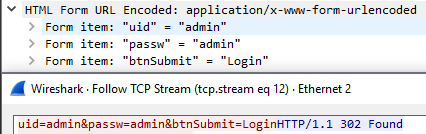 HTML Form URL Encoded: application/x-www-form-urlencoded
Form item: "uid" = "admin"
Form item: "passw" = "admin"
Form item: "btnSubmit" = "Login"
Wireshark · Follow TCP Stream (tcp.stream eq 12) · Ethernet 2
uid=admin&passw=admin&btnSubmit=LoginHTTP/1.1 302 Found